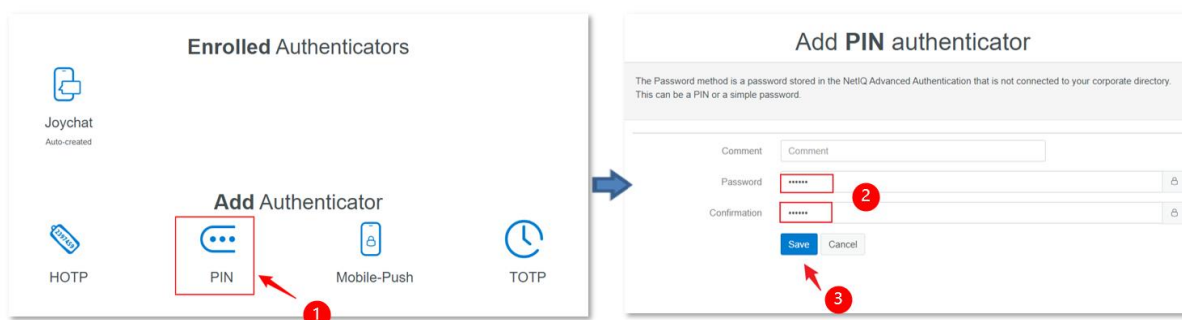 Enrolled Authenticators
Joychat
Auto-created
Add Authenticator
2397459
HOTP
PIN
Mobile-Push
TOTP
1
Add PIN authenticator
The Password method is a password stored in the NetIQ Advanced Authentication that is not connected to your corporate directory.
This can be a PIN or a simple password.
Comment Comment
Password ••••••
2
Confirmation ••••••
Save Cancel
3